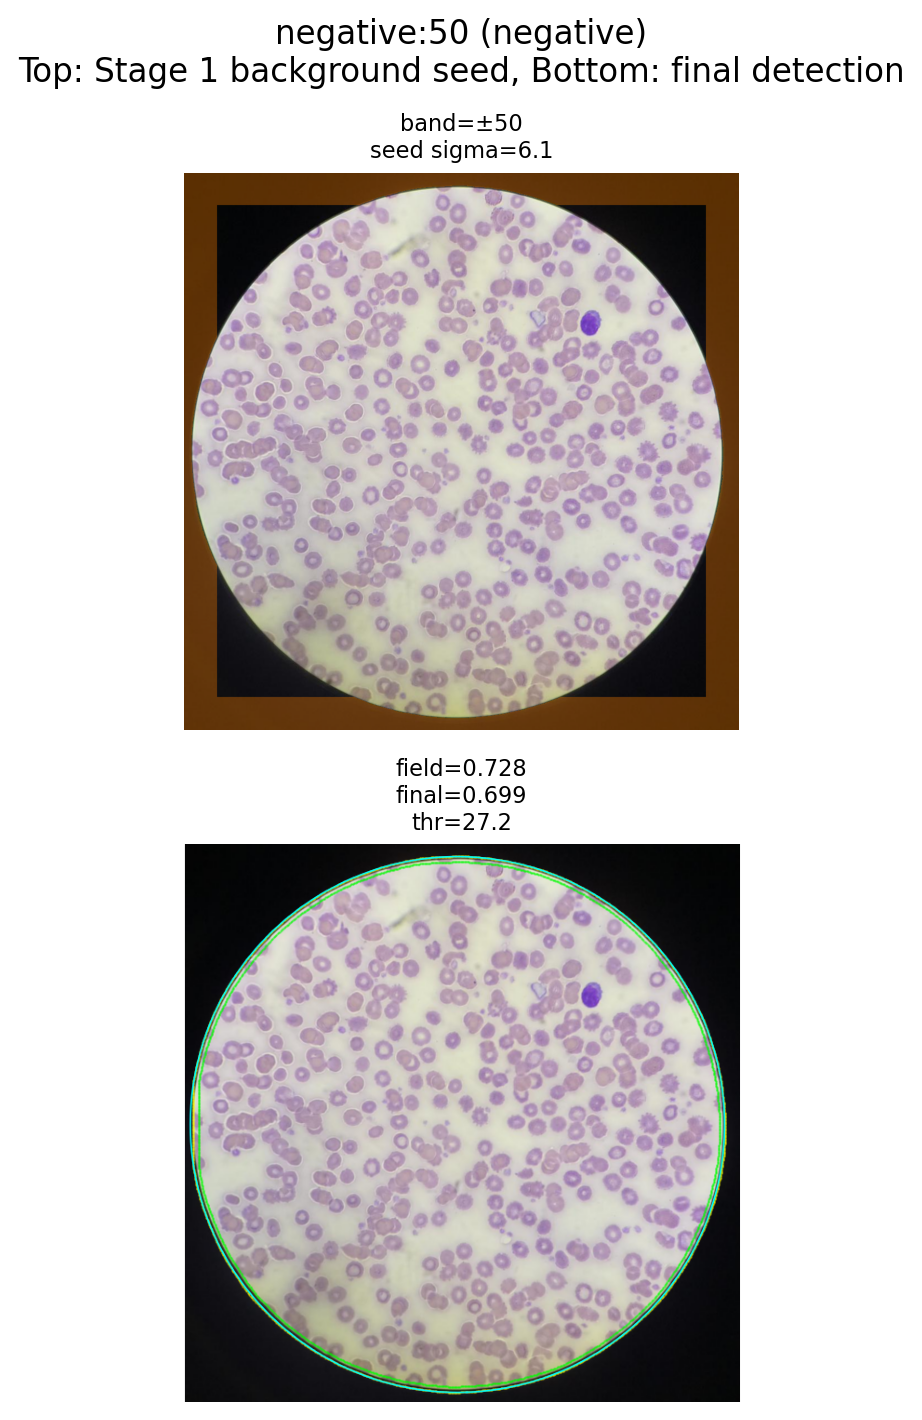 negative:50 (negative)
Top: Stage 1 background seed, Bottom: final detection
band=±50
seed sigma=6.1
field=0.728
final=0.699
thr=27.2